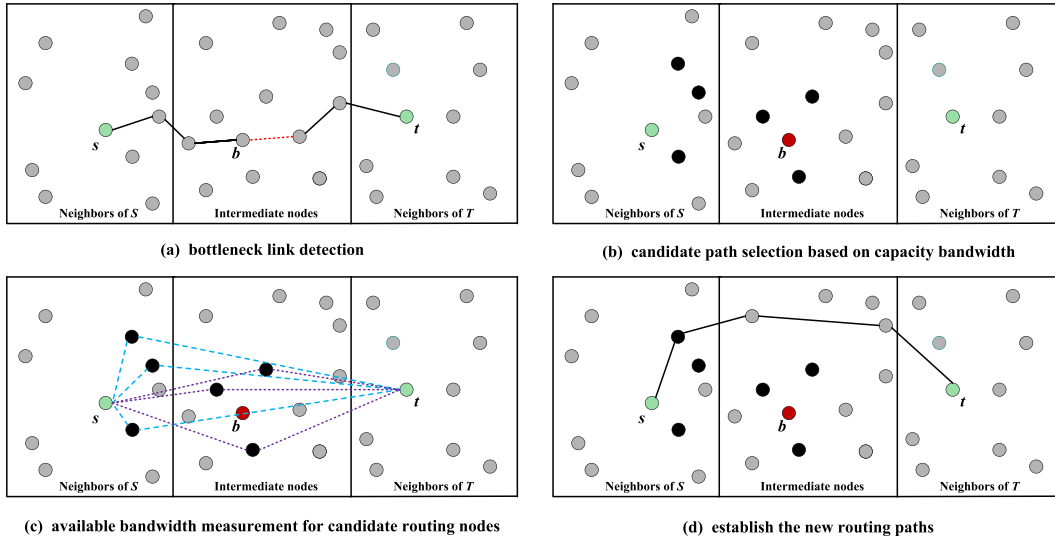 s
b
t
Neighbors of S
Intermediate nodes
Neighbors of T
(a) bottleneck link detection
s
b
t
Neighbors of S
Intermediate nodes
Neighbors of T
(b) candidate path selection based on capacity bandwidth
s
b
t
Neighbors of S
Intermediate nodes
Neighbors of T
(c) available bandwidth measurement for candidate routing nodes
s
b
t
Neighbors of S
Intermediate nodes
Neighbors of T
(d) establish the new routing paths